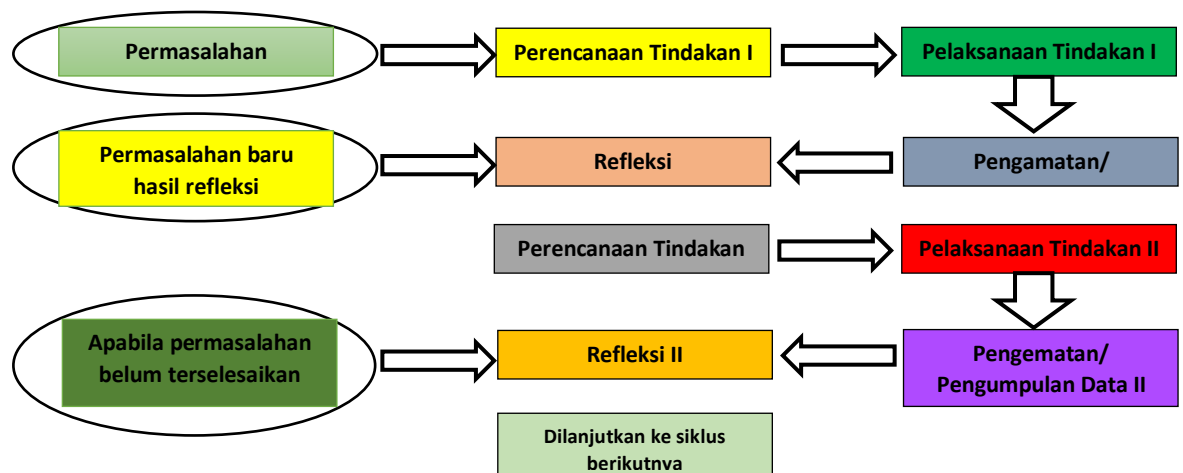 Permasalahan
Perencanaan Tindakan I
Pelaksanaan Tindakan I
Permasalahan baru
hasil refleksi
Refleksi
Pengamatan/
Perencanaan Tindakan
Pelaksanaan Tindakan II
Apabila permasalahan
belum terselesaikan
Refleksi II
Pengematan/
Pengumpulan Data II
Dilanjutkan ke siklus
berikutnya